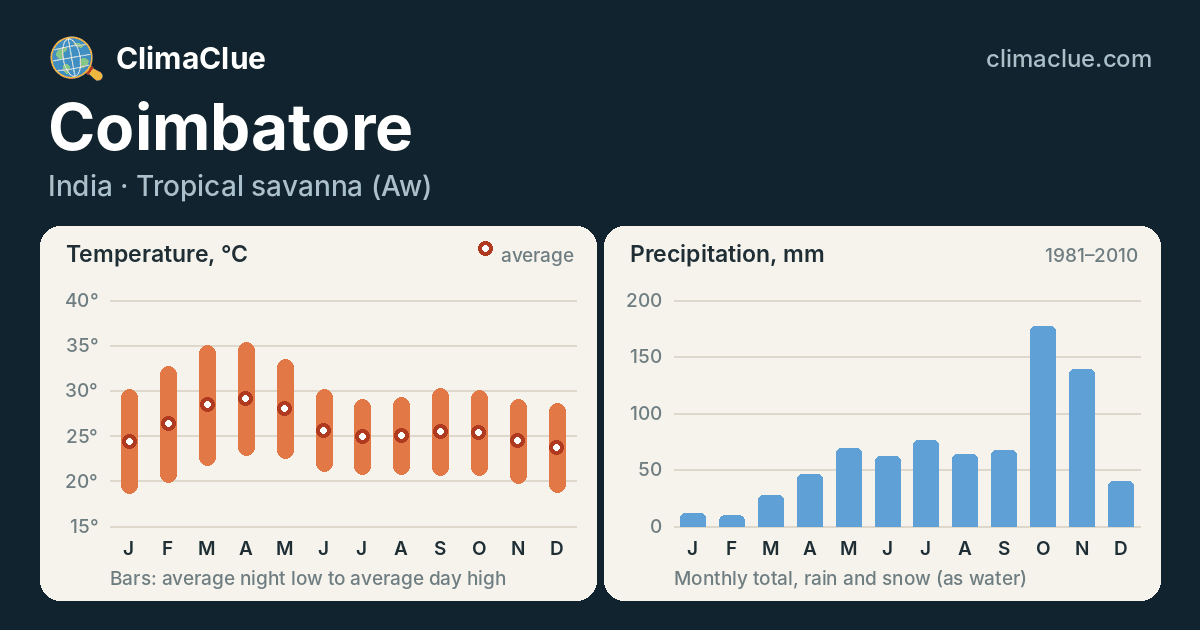 ClimaClue
climaclue.com
Coimbatore
India · Tropical savanna (Aw)
Temperature, °C
average
40°
35°
30°
25°
20°
15°
J F M A M J J A S O N D
Bars: average night low to average day high
Precipitation, mm
1981–2010
200
150
100
50
0
J F M A M J J A S O N D
Monthly total, rain and snow (as water)